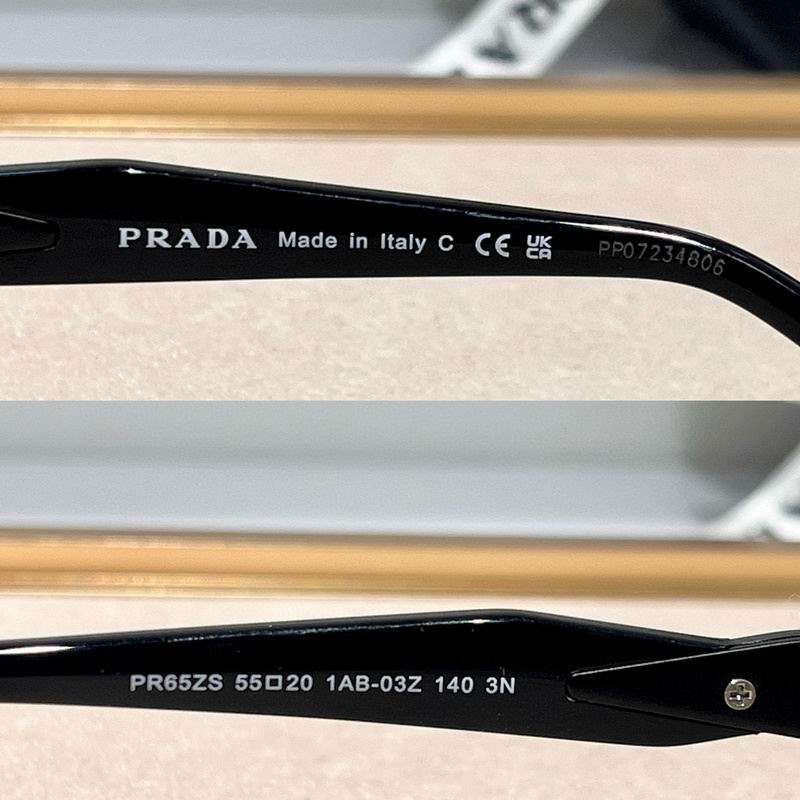 PRADA Made in Italy C CE UK CA PP07234806
PR65ZS 55□20 1AB-03Z 140 3N